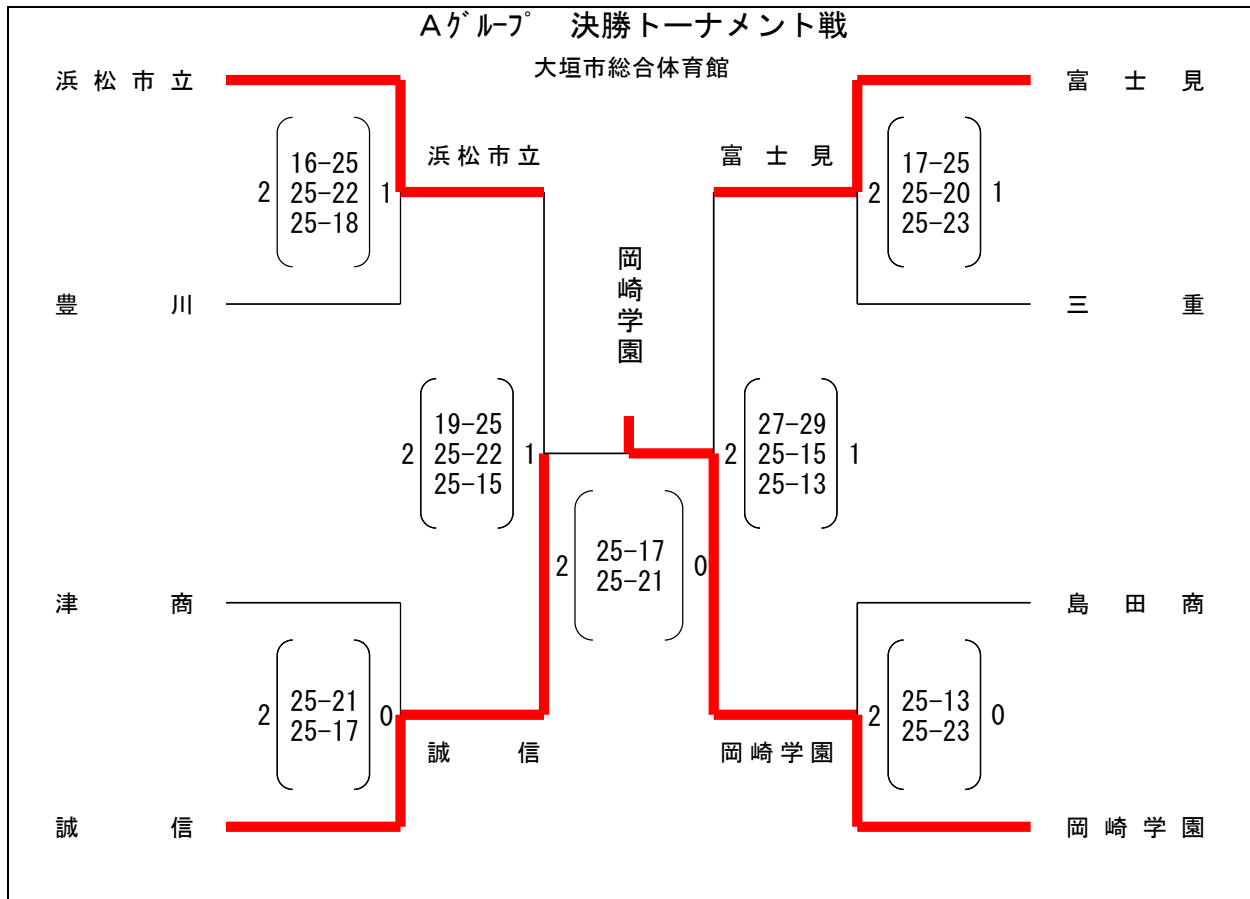 Aグループ 決勝トーナメント戦
大垣市総合体育館
浜松市立
富士見
浜松市立
富士見
2
16-25
25-22
25-18
1
2
17-25
25-20
25-23
1
岡崎学園
豊川
三重
2
19-25
25-22
25-15
1
2
27-29
25-15
25-13
1
2
25-17
25-21
0
津商
島田商
2
25-21
25-17
0
2
25-13
25-23
0
誠信
岡崎学園
誠信
岡崎学園